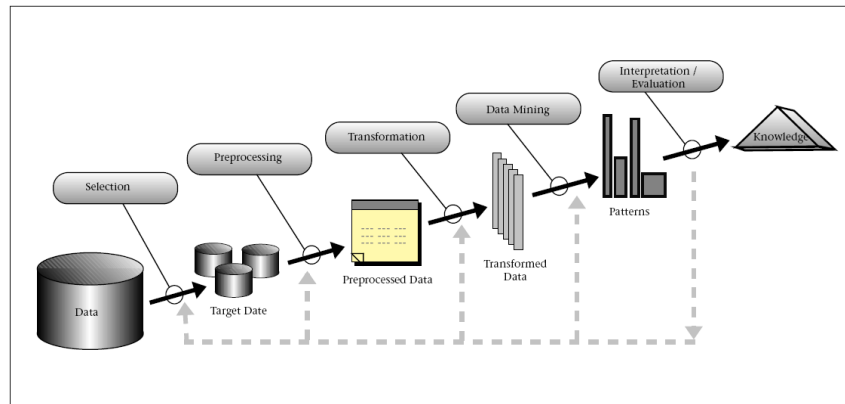 Interpretation /
Evaluation
Data Mining
Knowledge
Transformation
Preprocessing
Patterns
Selection
Transformed
Data
Preprocessed Data
Target Date
Data